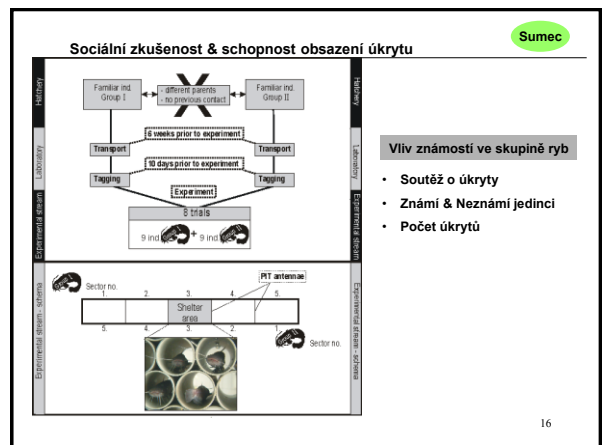 Sumec
Sociální zkušenost & schopnost obsazení úkrytu
Hatchery
Familiar ind.
Group I
- different parents
- no previous contact
Familiar ind.
Group II
Hatchery
6 weeks prior to experiment
Laboratory
Transport
Transport
Laboratory
10 days prior to experiment
Tagging
Tagging
Experiment
Experimental stream
8 trials
9 ind + 9 ind
Experimental stream
Vliv známostí ve skupině ryb
• Soutěž o úkryty
• Známí & Neznámí jedinci
• Počet úkrytů
Experimental stream - schema
PIT antennae
Sector no.
1. 2. 3. 4. 5.
Shelter
area
5. 4. 3. 2. 1.
Sector no.
Experimental stream - schema
16